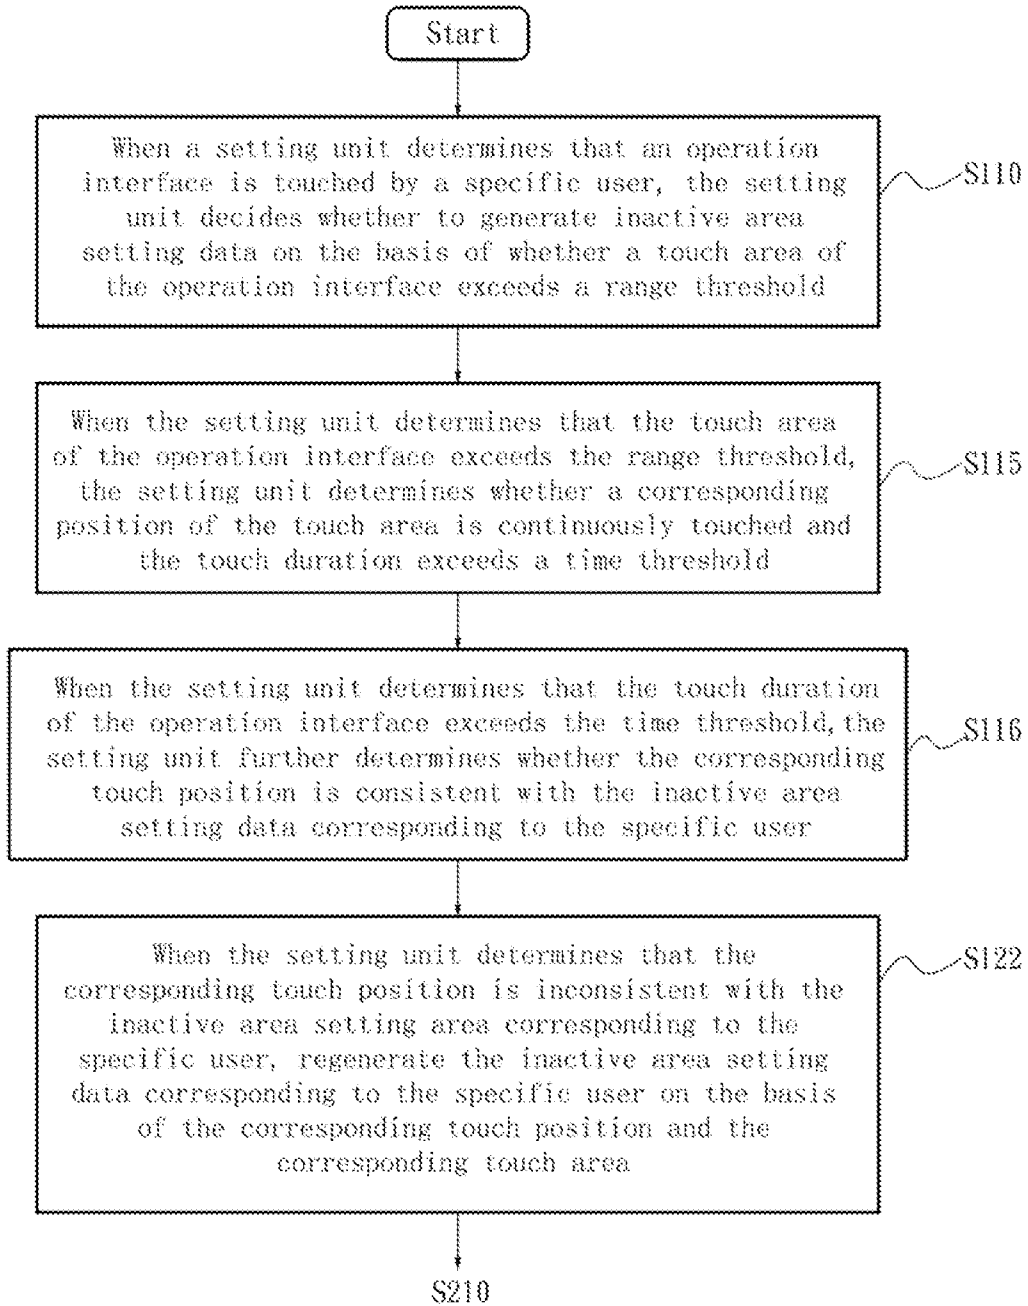 Start
When a setting unit determines that an operation
interface is touched by a specific user, the setting
unit decides whether to generate inactive area
setting data on the basis of whether a touch area of
the operation interface exceeds a range threshold
S110
When the setting unit determines that the touch area
of the operation interface exceeds the range threshold,
the setting unit determines whether a corresponding
position of the touch area is continuously touched and
the touch duration exceeds a time threshold
S115
When the setting unit determines that the touch duration
of the operation interface exceeds the time threshold, the
setting unit further determines whether the corresponding
touch position is consistent with the inactive area
setting data corresponding to the specific user
S116
When the setting unit determines that the
corresponding touch position is inconsistent with the
inactive area setting area corresponding to the
specific user, regenerate the inactive area setting
data corresponding to the specific user on the basis
of the corresponding touch position and the
corresponding touch area
S122
S210